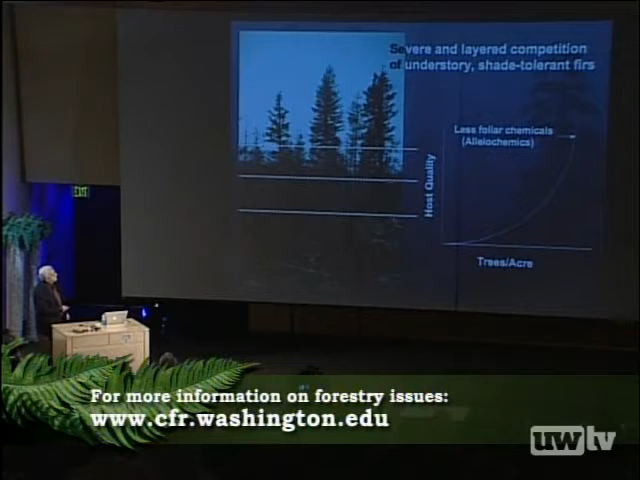 Severe and layered competition
of understory, shade-tolerant firs
Less foliar chemicals
(Allelochemics)
Host Quality
Trees/Acre
EXIT
For more information on forestry issues:
www.cfr.washington.edu
uwtv